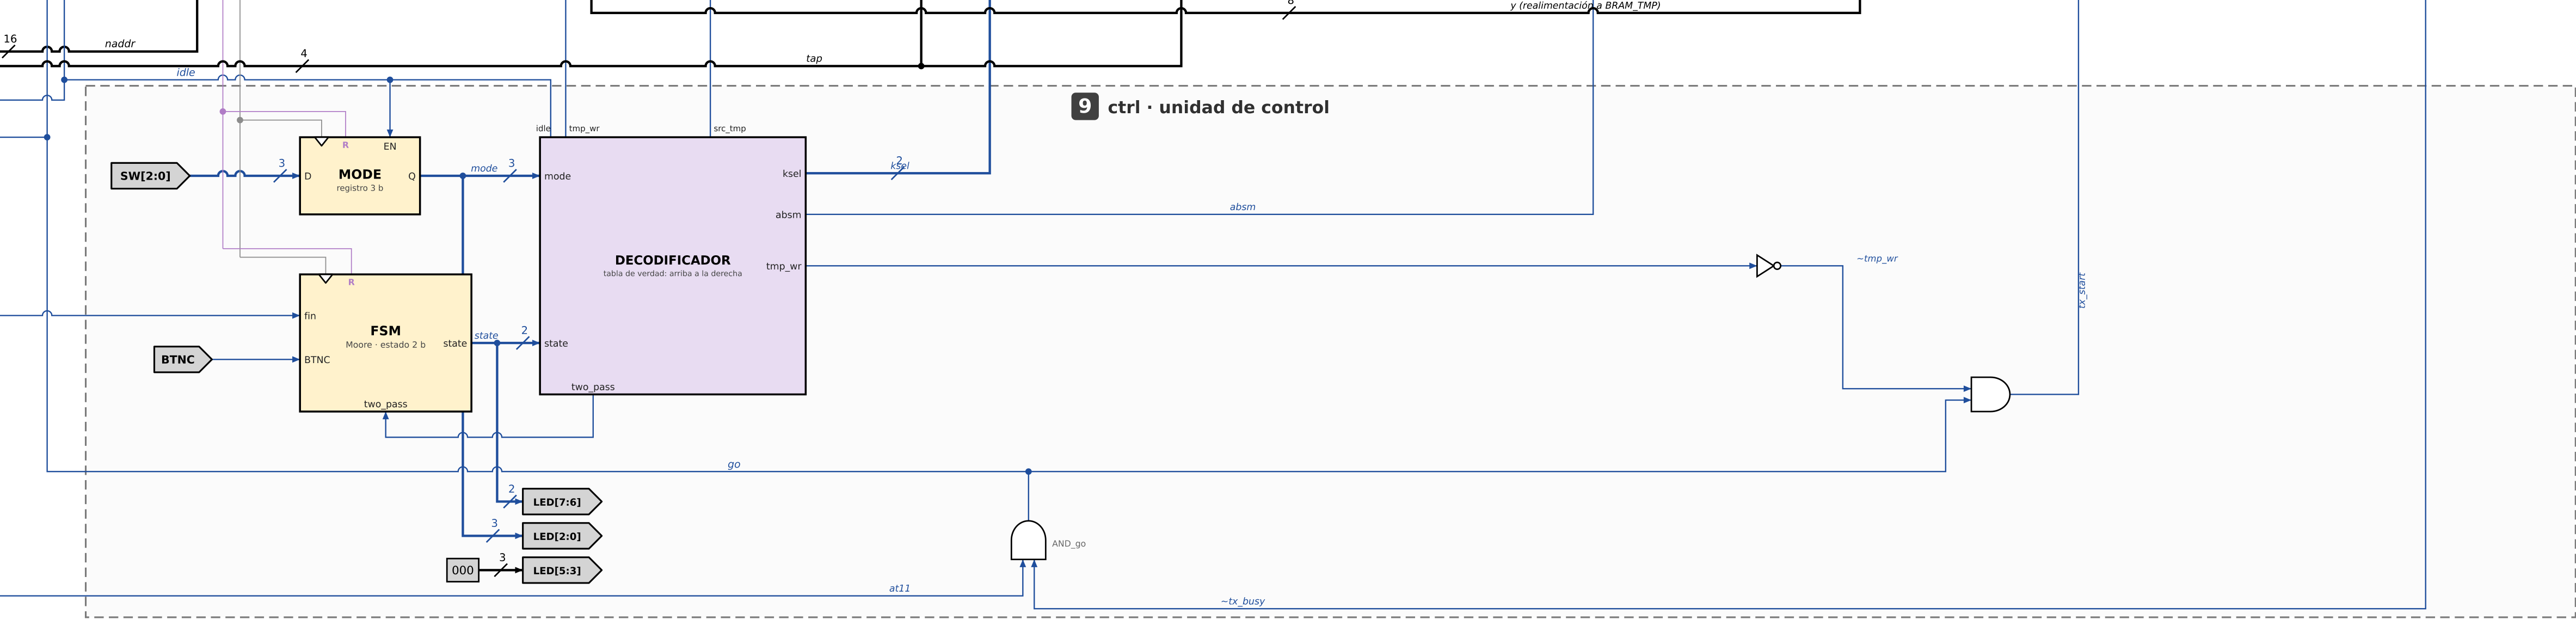 8
y (realimentación a BRAM_TMP)
16
naddr
4
tap
idle
9 ctrl · unidad de control
idle
tmp_wr
src_tmp
R
EN
SW[2:0]
3
D
MODE
registro 3 b
Q
mode
3
mode
ksel
2
ksel
absm
absm
DECODIFICADOR
tabla de verdad: arriba a la derecha
tmp_wr
~tmp_wr
R
tx_start
fin
FSM
Moore · estado 2 b
state
state
2
state
BTNC
BTNC
two_pass
two_pass
go
2
LED[7:6]
3
LED[2:0]
000
3
LED[5:3]
AND_go
at11
~tx_busy